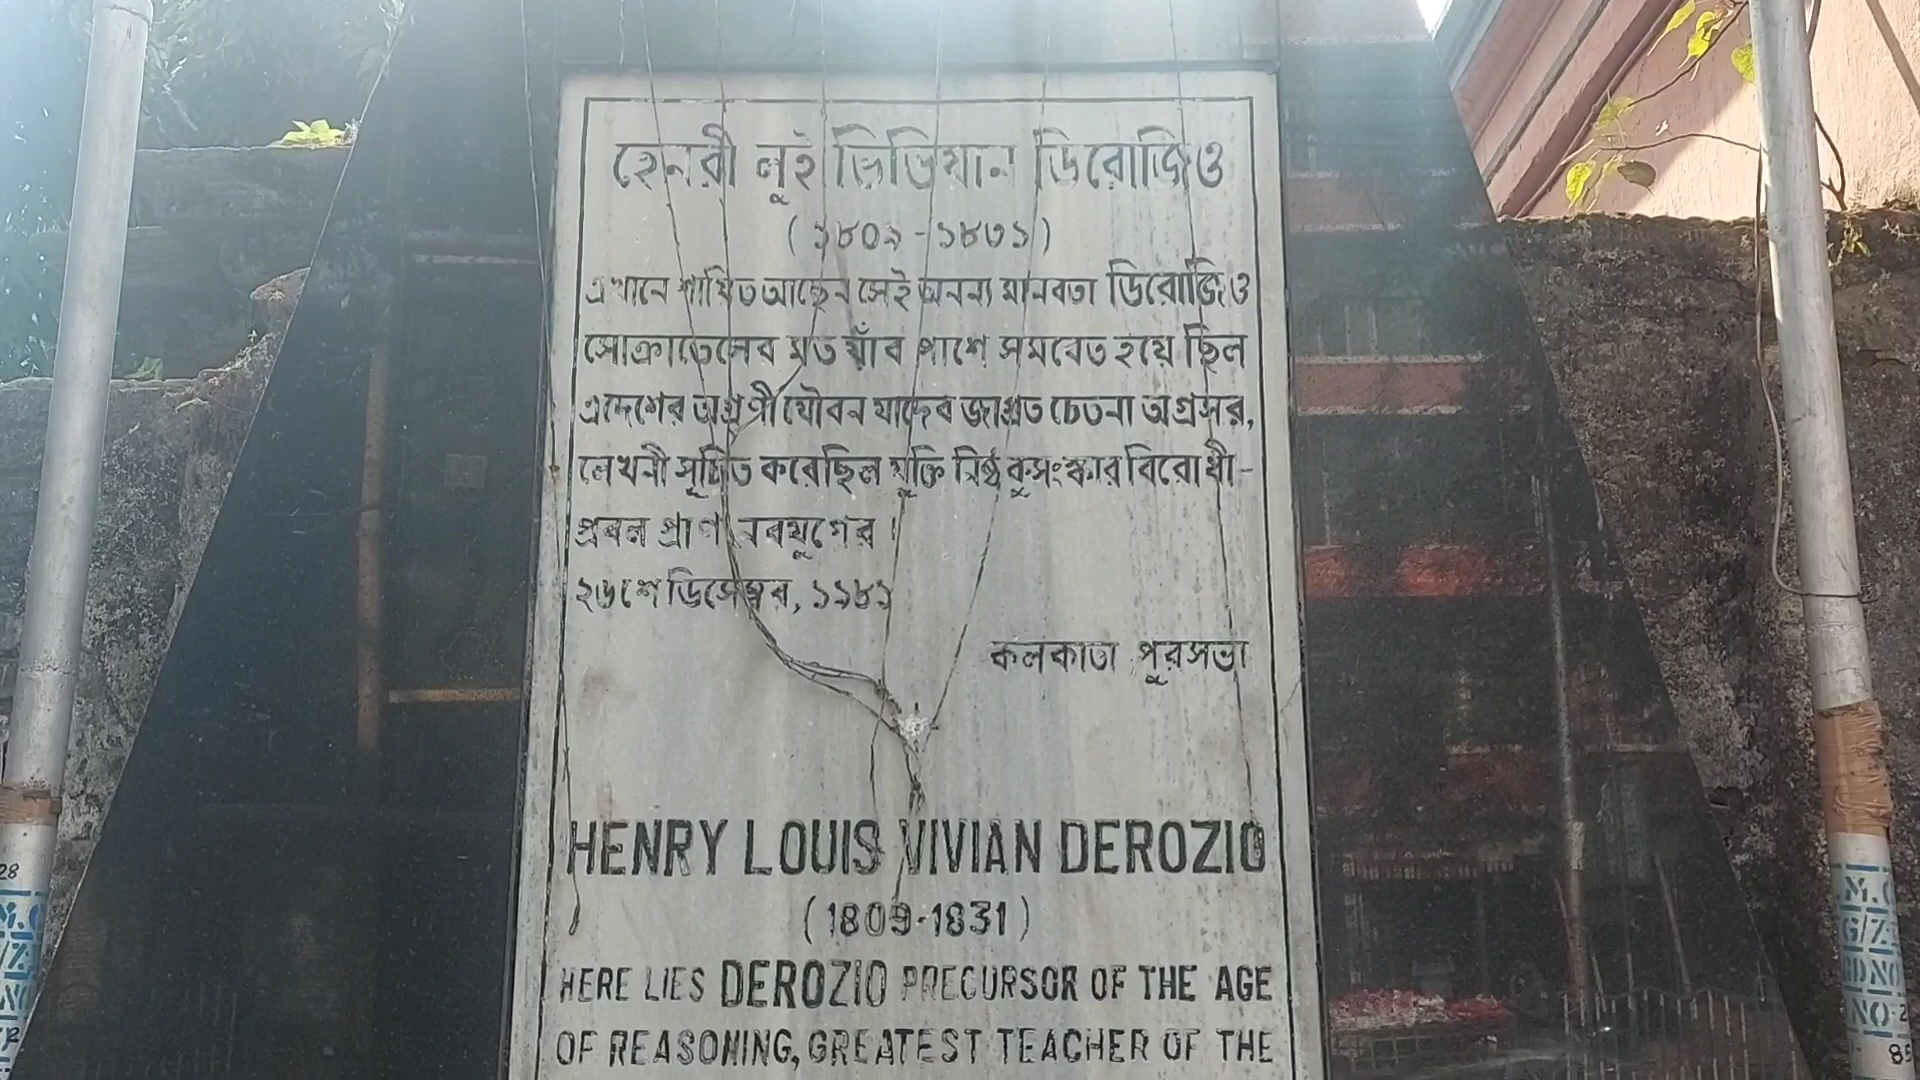 হেনরী লুই ভিভিয়ান ডিরোজিও
(১৮০৯-১৮৩১)
এখানে শায়িত আছেন সেই অনন্য মানবতা ডিরোজিও
সোক্রাতেসের মত যাঁর পাশে সমবেত হয়ে ছিল
এদেশের অগ্রণী যৌবন যাদের জাগ্রত চেতনা অগ্রসর,
লেখনী সূচিত করেছিল যুক্তি নিষ্ঠ কুসংস্কার বিরোধী-
প্রবল প্রাণ নবযুগের।
২৬শে ডিসেম্বর, ১৯৮১
কলকাতা পুরসভা
HENRY LOUIS VIVIAN DEROZIO
(1809-1831)
HERE LIES DEROZIO PRECURSOR OF THE AGE
OF REASONING, GREATEST TEACHER OF THE